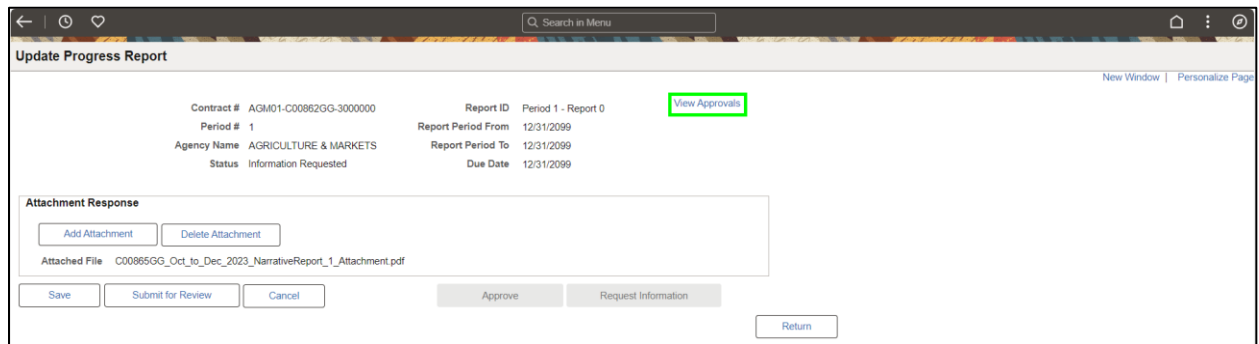 Search in Menu
Update Progress Report
New Window | Personalize Page
Contract # AGM01-C00862GG-3000000 Report ID Period 1 - Report 0 View Approvals
Period # 1 Report Period From 12/31/2099
Agency Name AGRICULTURE & MARKETS Report Period To 12/31/2099
Status Information Requested Due Date 12/31/2099
Attachment Response
Add Attachment Delete Attachment
Attached File C00865GG_Oct_to_Dec_2023_NarrativeReport_1_Attachment.pdf
Save Submit for Review Cancel Approve Request Information
Return